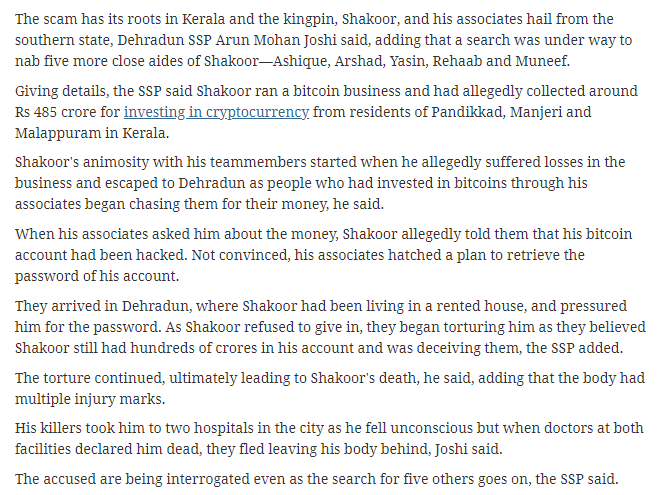 The scam has its roots in Kerala and the kingpin, Shakoor, and his associates hail from the
southern state, Dehradun SSP Arun Mohan Joshi said, adding that a search was under way to
nab five more close aides of Shakoor—Ashique, Arshad, Yasin, Rehaab and Muneef.
Giving details, the SSP said Shakoor ran a bitcoin business and had allegedly collected around
Rs 485 crore for investing in cryptocurrency from residents of Pandikkad, Manjeri and
Malappuram in Kerala.
Shakoor's animosity with his teammembers started when he allegedly suffered losses in the
business and escaped to Dehradun as people who had invested in bitcoins through his
associates began chasing them for their money, he said.
When his associates asked him about the money, Shakoor allegedly told them that his bitcoin
account had been hacked. Not convinced, his associates hatched a plan to retrieve the
password of his account.
They arrived in Dehradun, where Shakoor had been living in a rented house, and pressured
him for the password. As Shakoor refused to give in, they began torturing him as they believed
Shakoor still had hundreds of crores in his account and was deceiving them, the SSP added.
The torture continued, ultimately leading to Shakoor's death, he said, adding that the body had
multiple injury marks.
His killers took him to two hospitals in the city as he fell unconscious but when doctors at both
facilities declared him dead, they fled leaving his body behind, Joshi said.
The accused are being interrogated even as the search for five others goes on, the SSP said.